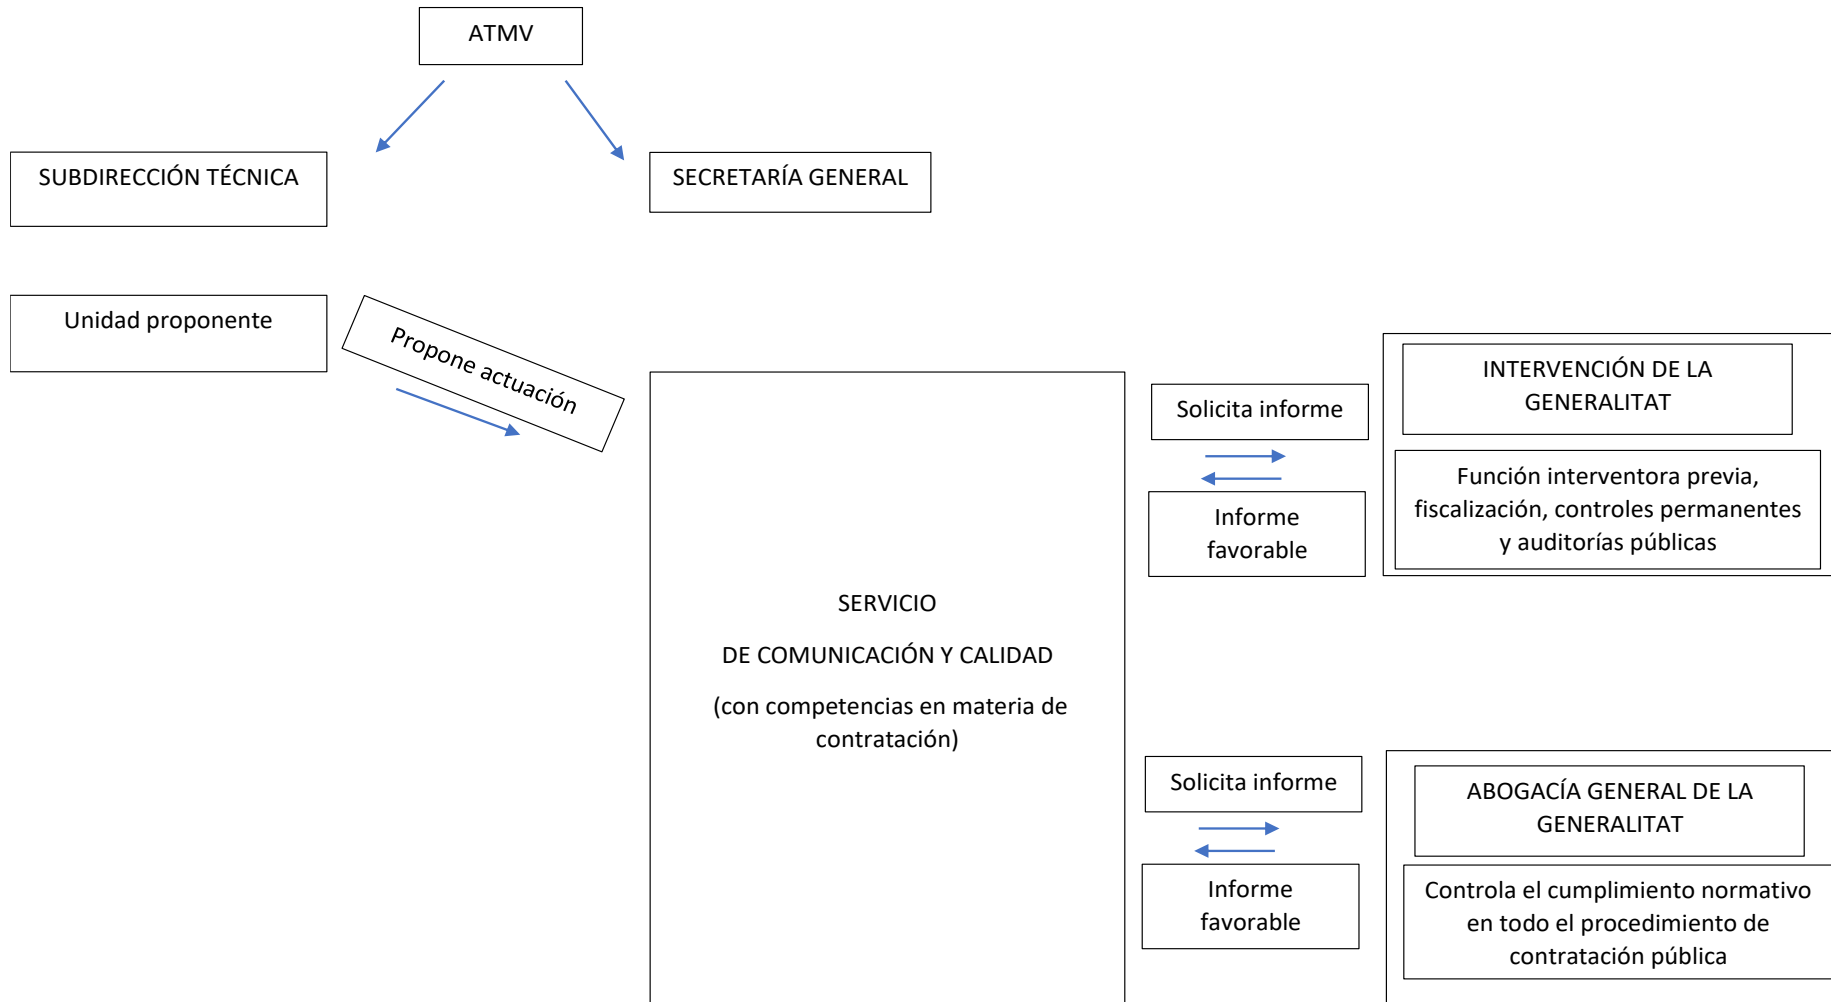 ATMV
SUBDIRECCIÓN TÉCNICA
SECRETARÍA GENERAL
Unidad proponente
Propone actuación
SERVICIO
DE COMUNICACIÓN Y CALIDAD
(con competencias en materia de
contratación)
Solicita informe
Informe
favorable
INTERVENCIÓN DE LA
GENERALITAT
Función interventora previa,
fiscalización, controles permanentes
y auditorías públicas
Solicita informe
Informe
favorable
ABOGACÍA GENERAL DE LA
GENERALITAT
Controla el cumplimiento normativo
en todo el procedimiento de
contratación pública